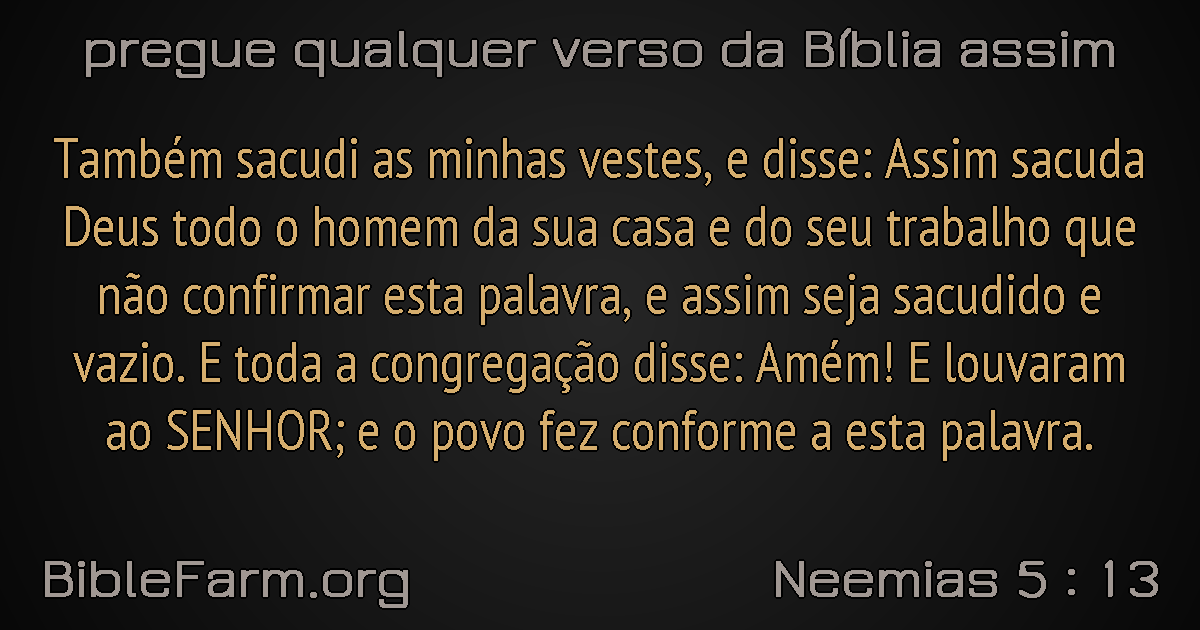 pregue qualquer verso da Bíblia assim
Também sacudi as minhas vestes, e disse: Assim sacuda
Deus todo o homem da sua casa e do seu trabalho que
não confirmar esta palavra, e assim seja sacudido e
vazio. E toda a congregação disse: Amém! E louvaram
ao SENHOR; e o povo fez conforme a esta palavra.
BibleFarm.org
Neemias 5 : 13